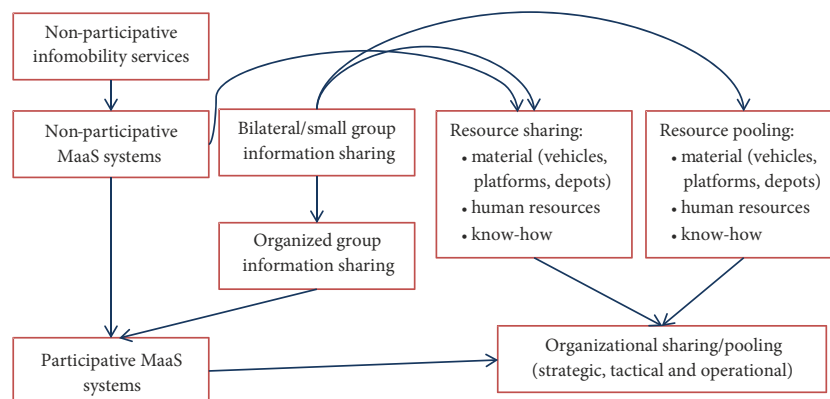 Non-participative
infomobility services
Non-participative
MaaS systems
Bilateral/small group
information sharing
Organized group
information sharing
Resource sharing:
• material (vehicles,
platforms, depots)
• human resources
• know-how
Resource pooling:
• material (vehicles,
platforms, depots)
• human resources
• know-how
Participative MaaS
systems
Organizational sharing/pooling
(strategic, tactical and operational)